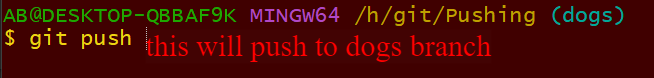 AB@DESKTOP-QBBAF9K MINGW64 /h/git/Pushing (dogs)
$ git push this will push to dogs branch